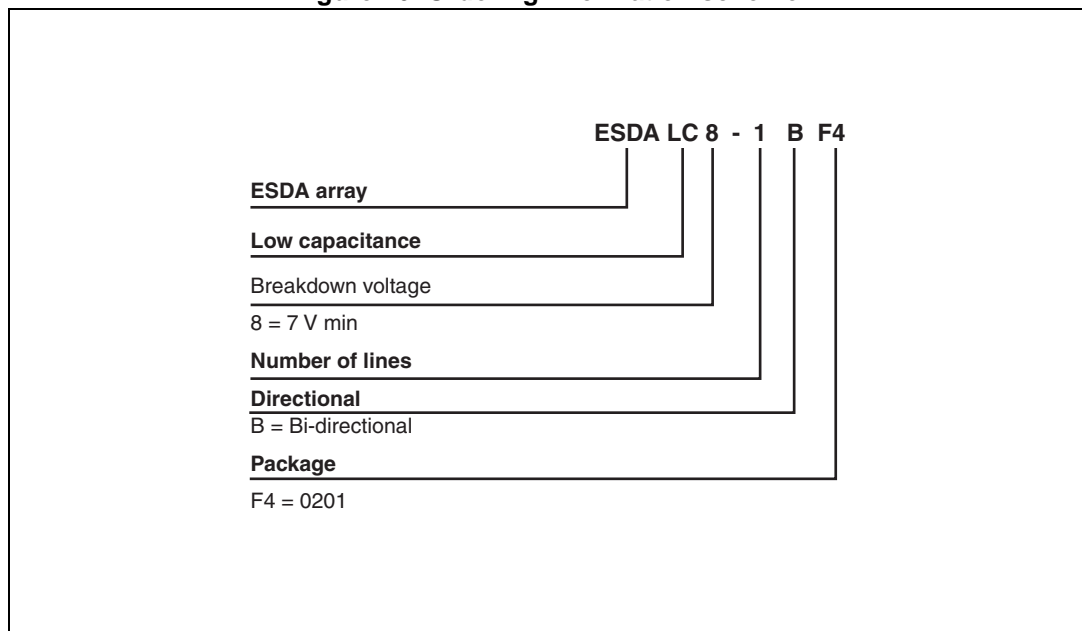 ESDA LC 8 - 1 B F4
ESDA array
Low capacitance
Breakdown voltage
8 = 7 V min
Number of lines
Directional
B = Bi-directional
Package
F4 = 0201